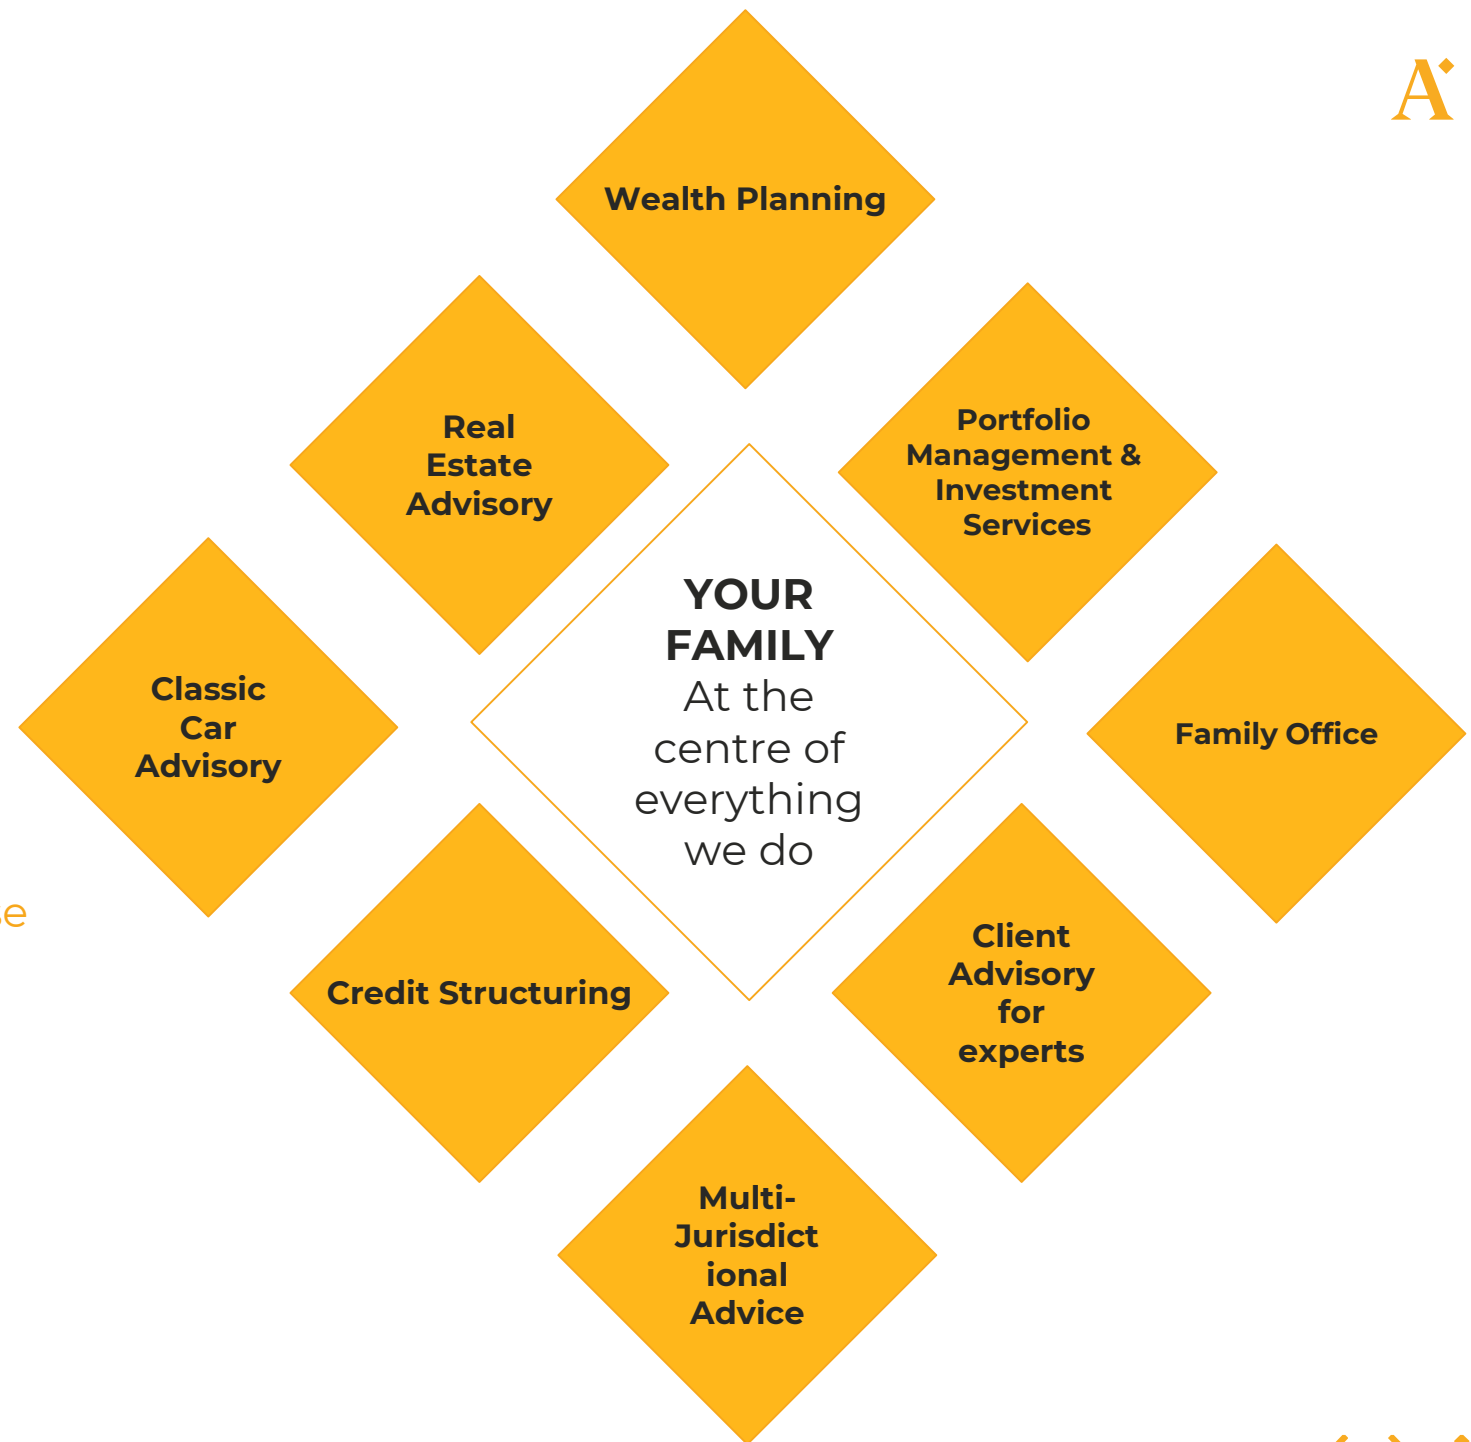 A
Wealth Planning
Real
Estate
Advisory
Portfolio
Management &
Investment
Services
YOUR
FAMILY
At the
centre of
everything
we do
Classic
Car
Advisory
Family Office
Credit Structuring
Client
Advisory
for
experts
Multi-
Jurisdict
ional
Advice